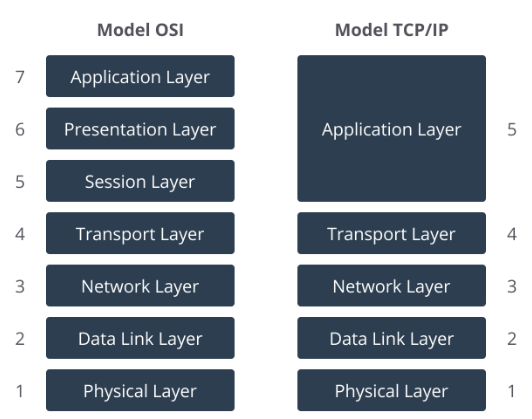 Model OSI Model TCP/IP
7 Application Layer
6 Presentation Layer Application Layer 5
5 Session Layer
4 Transport Layer Transport Layer 4
3 Network Layer Network Layer 3
2 Data Link Layer Data Link Layer 2
1 Physical Layer Physical Layer 1